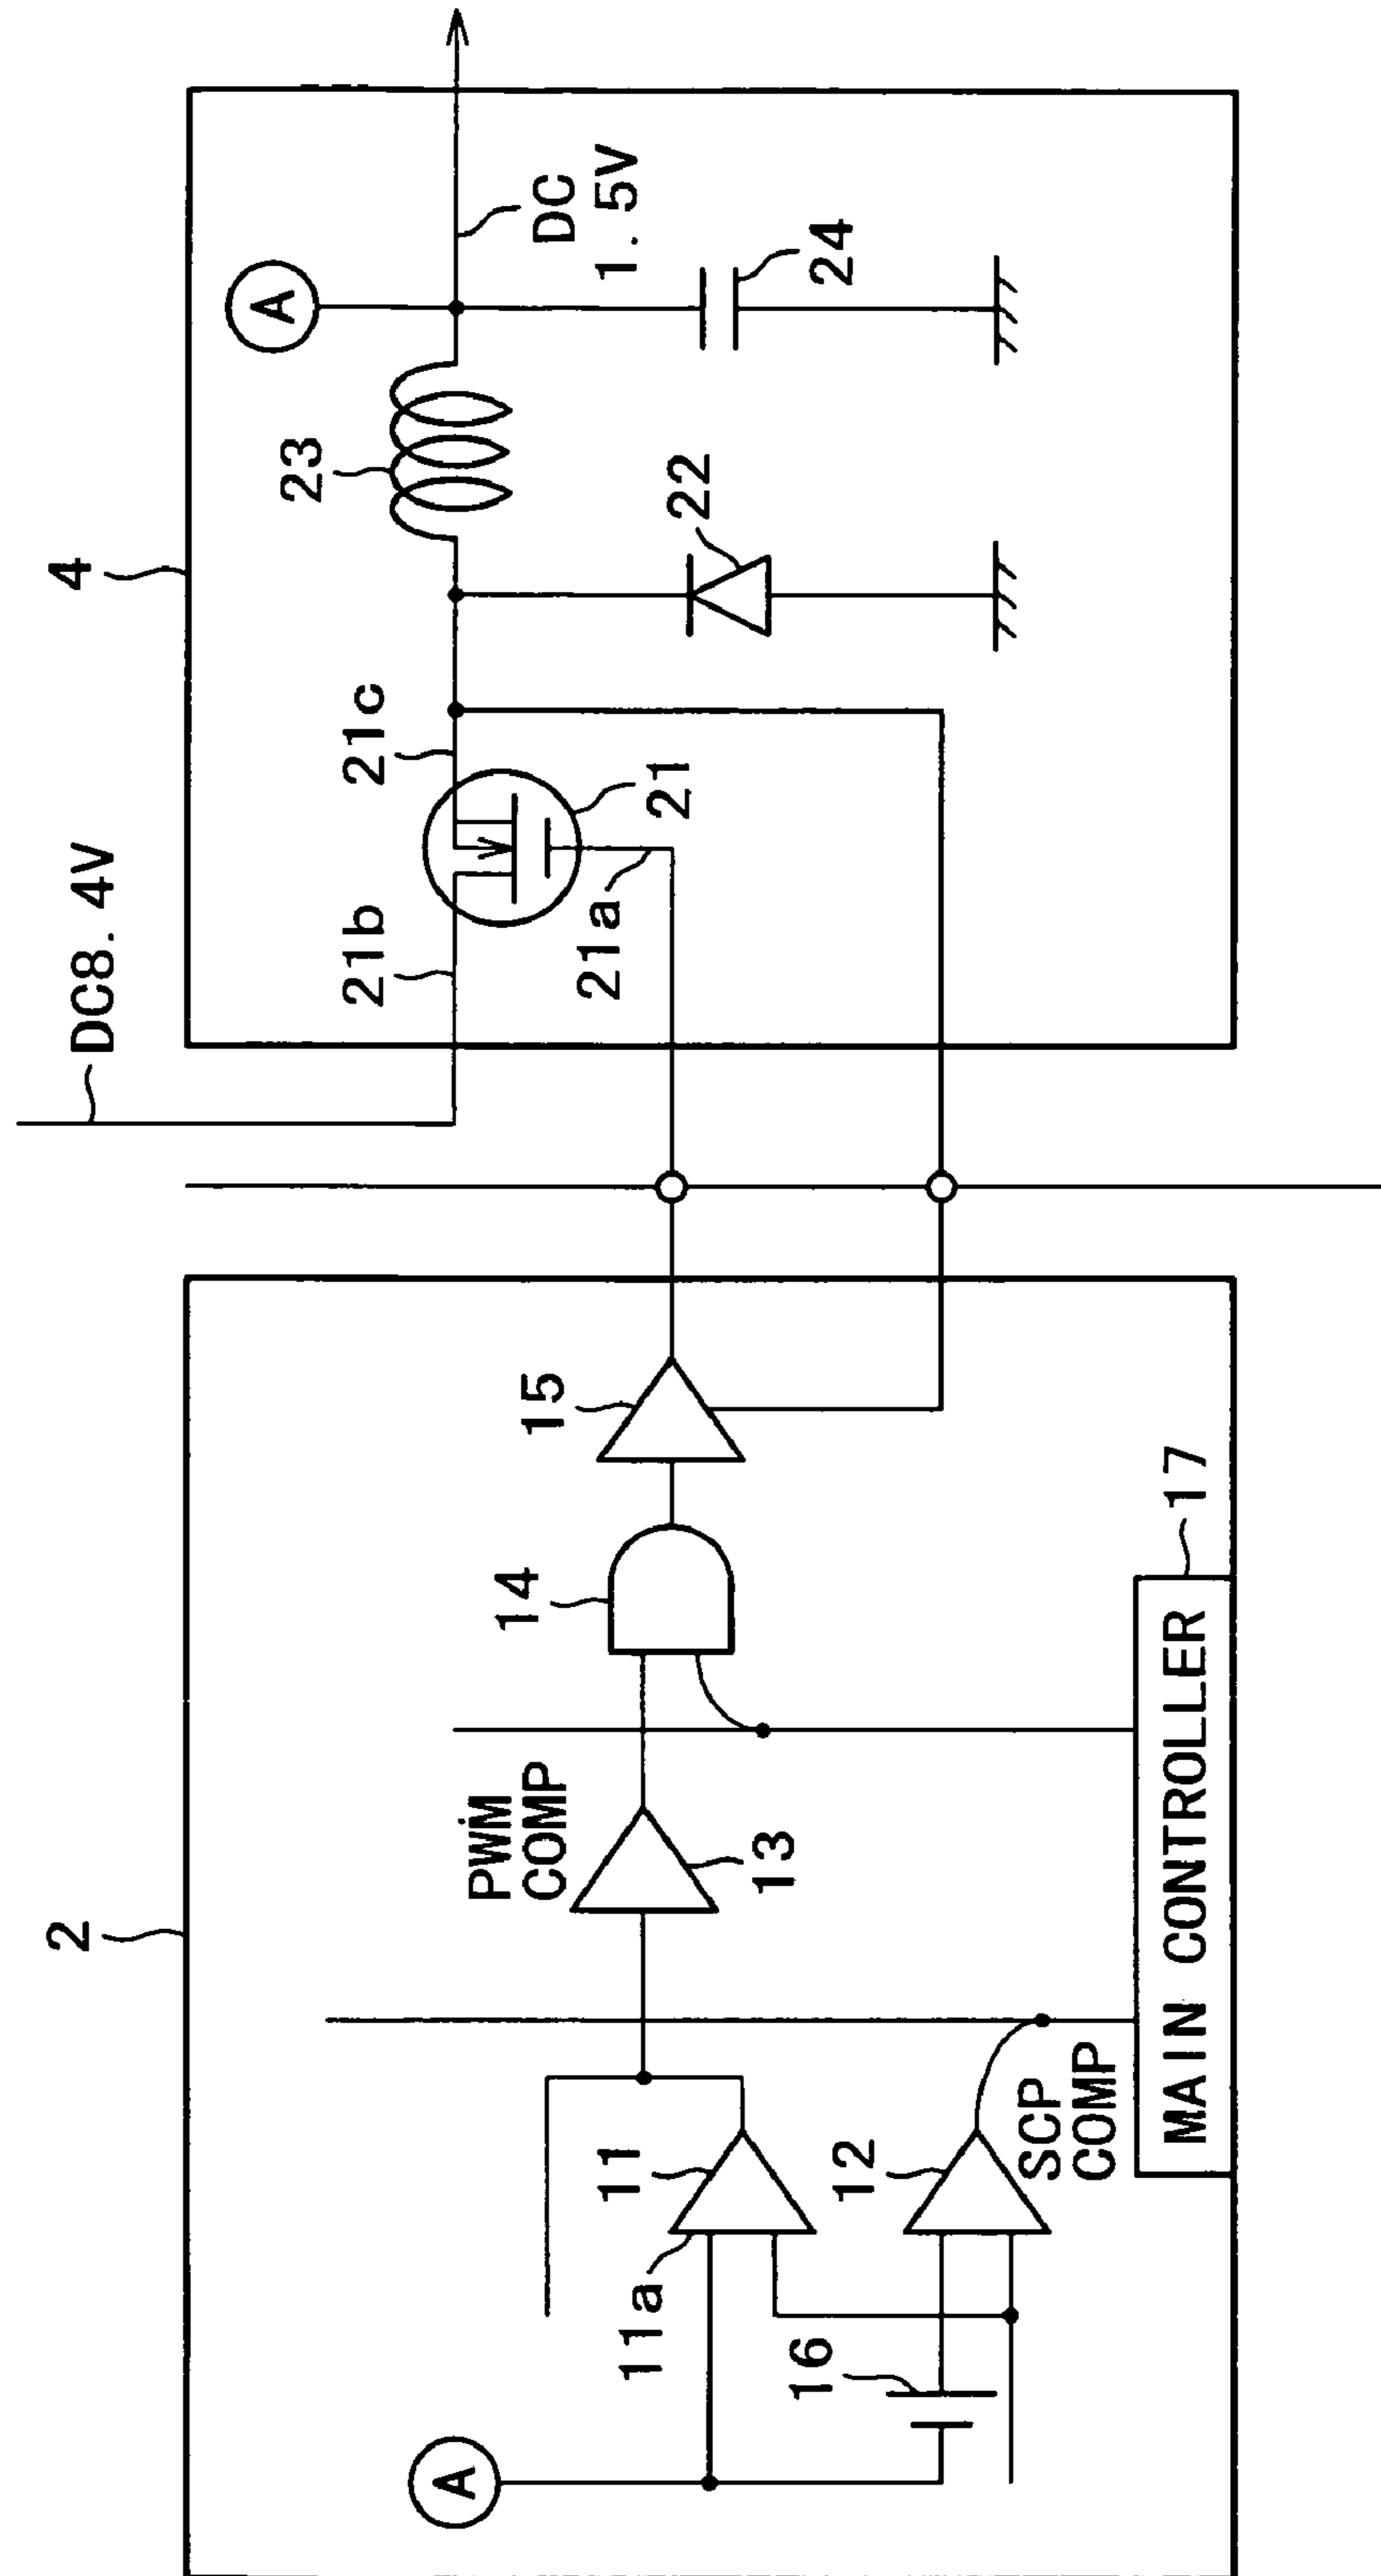 2
4
DC8. 4V
A
11a
11
12
16
SCP
COMP
PWM
COMP
13
14
15
MAIN CONTROLLER
17
21b
21c
21a
21
22
23
A
DC
1. 5V
24